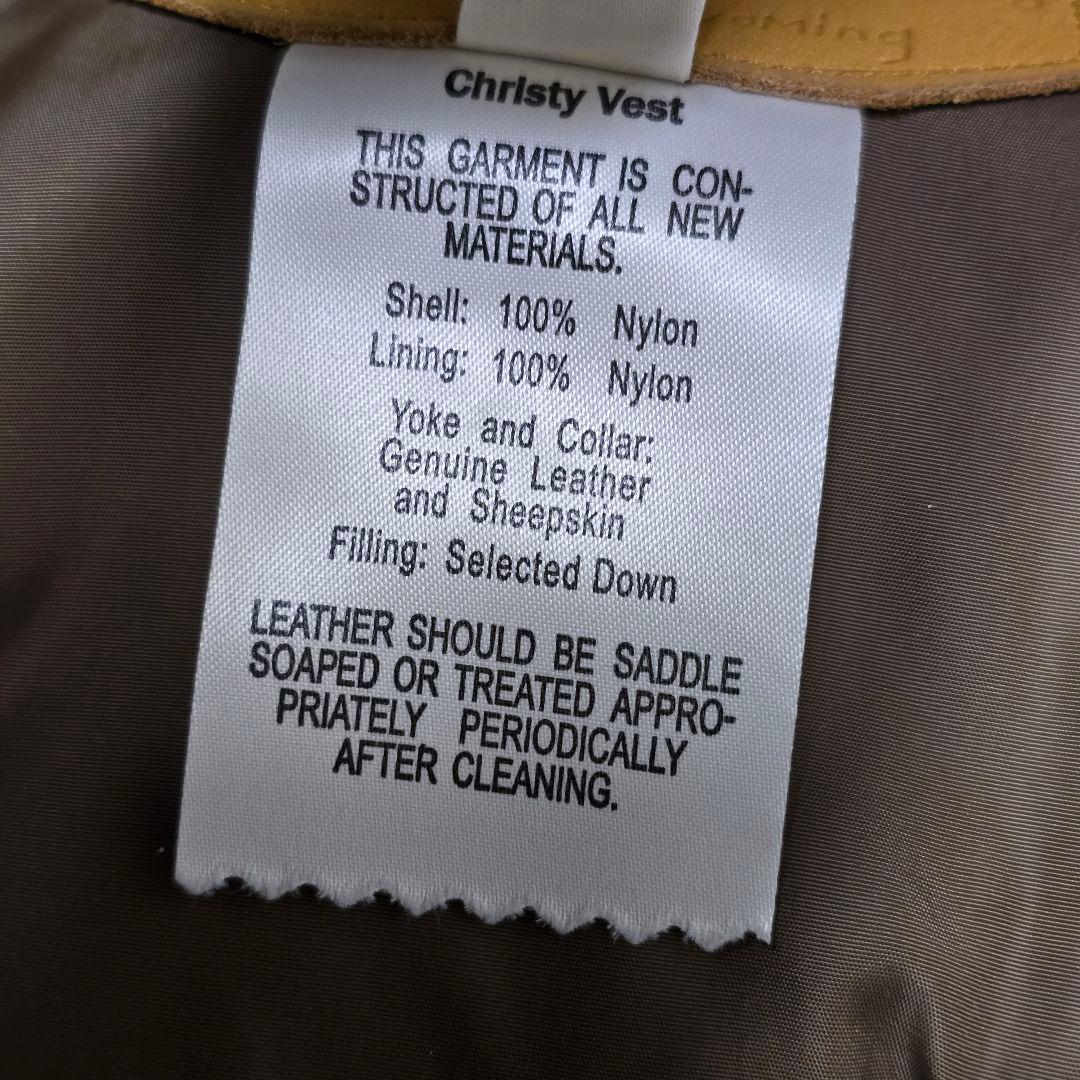 oming
Christy Vest
THIS GARMENT IS CON-
STRUCTED OF ALL NEW
MATERIALS.
Shell: 100% Nylon
Lining: 100% Nylon
Yoke and Collar:
Genuine Leather
and Sheepskin
Filling: Selected Down
LEATHER SHOULD BE SADDLE
SOAPED OR TREATED APPRO-
PRIATELY PERIODICALLY
AFTER CLEANING.